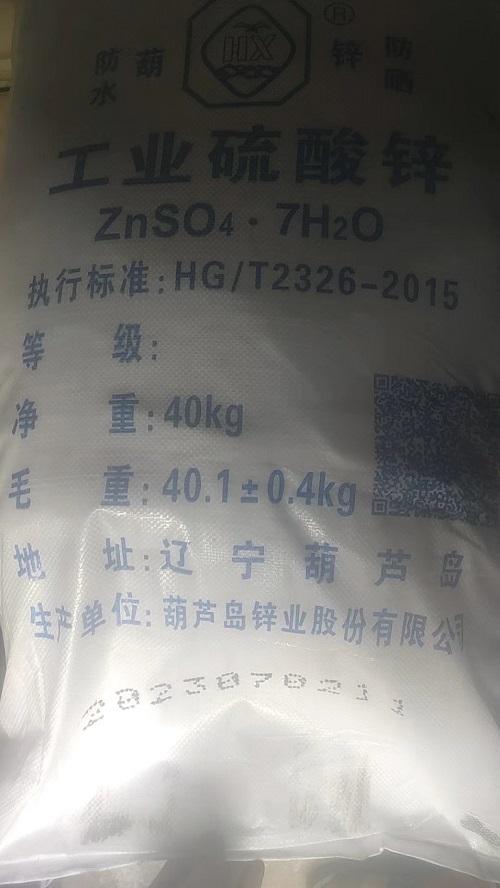 防 葫 HX ® 锌 防
水 晒
工业硫酸锌
ZnSO₄·7H₂O
执行标准:HG/T2326-2015
等 级:
净 重:40kg
毛 重:40.1±0.4kg
地 址:辽 宁 葫 芦 岛
生产单位:葫芦岛锌业股份有限公司